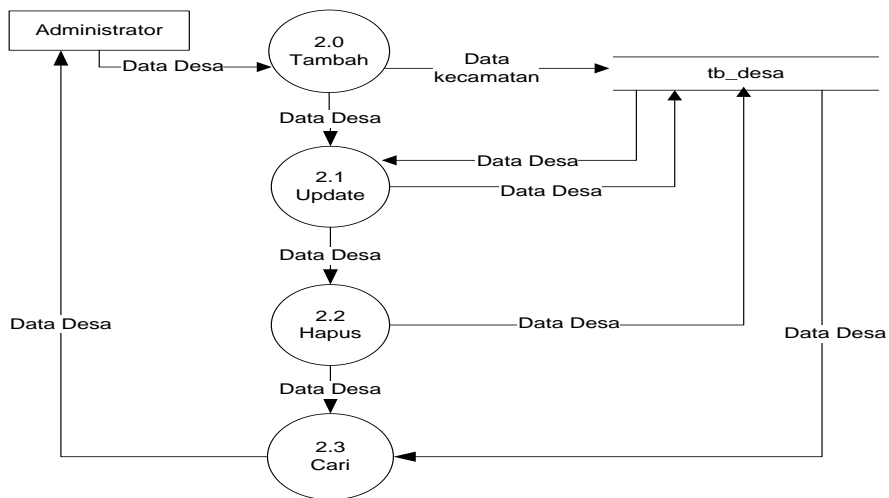 Administrator
2.0
Tambah
Data
kecamatan
tb_desa
Data Desa
Data Desa
Data Desa
2.1
Update
Data Desa
Data Desa
2.2
Hapus
Data Desa
Data Desa
Data Desa
Data Desa
2.3
Cari